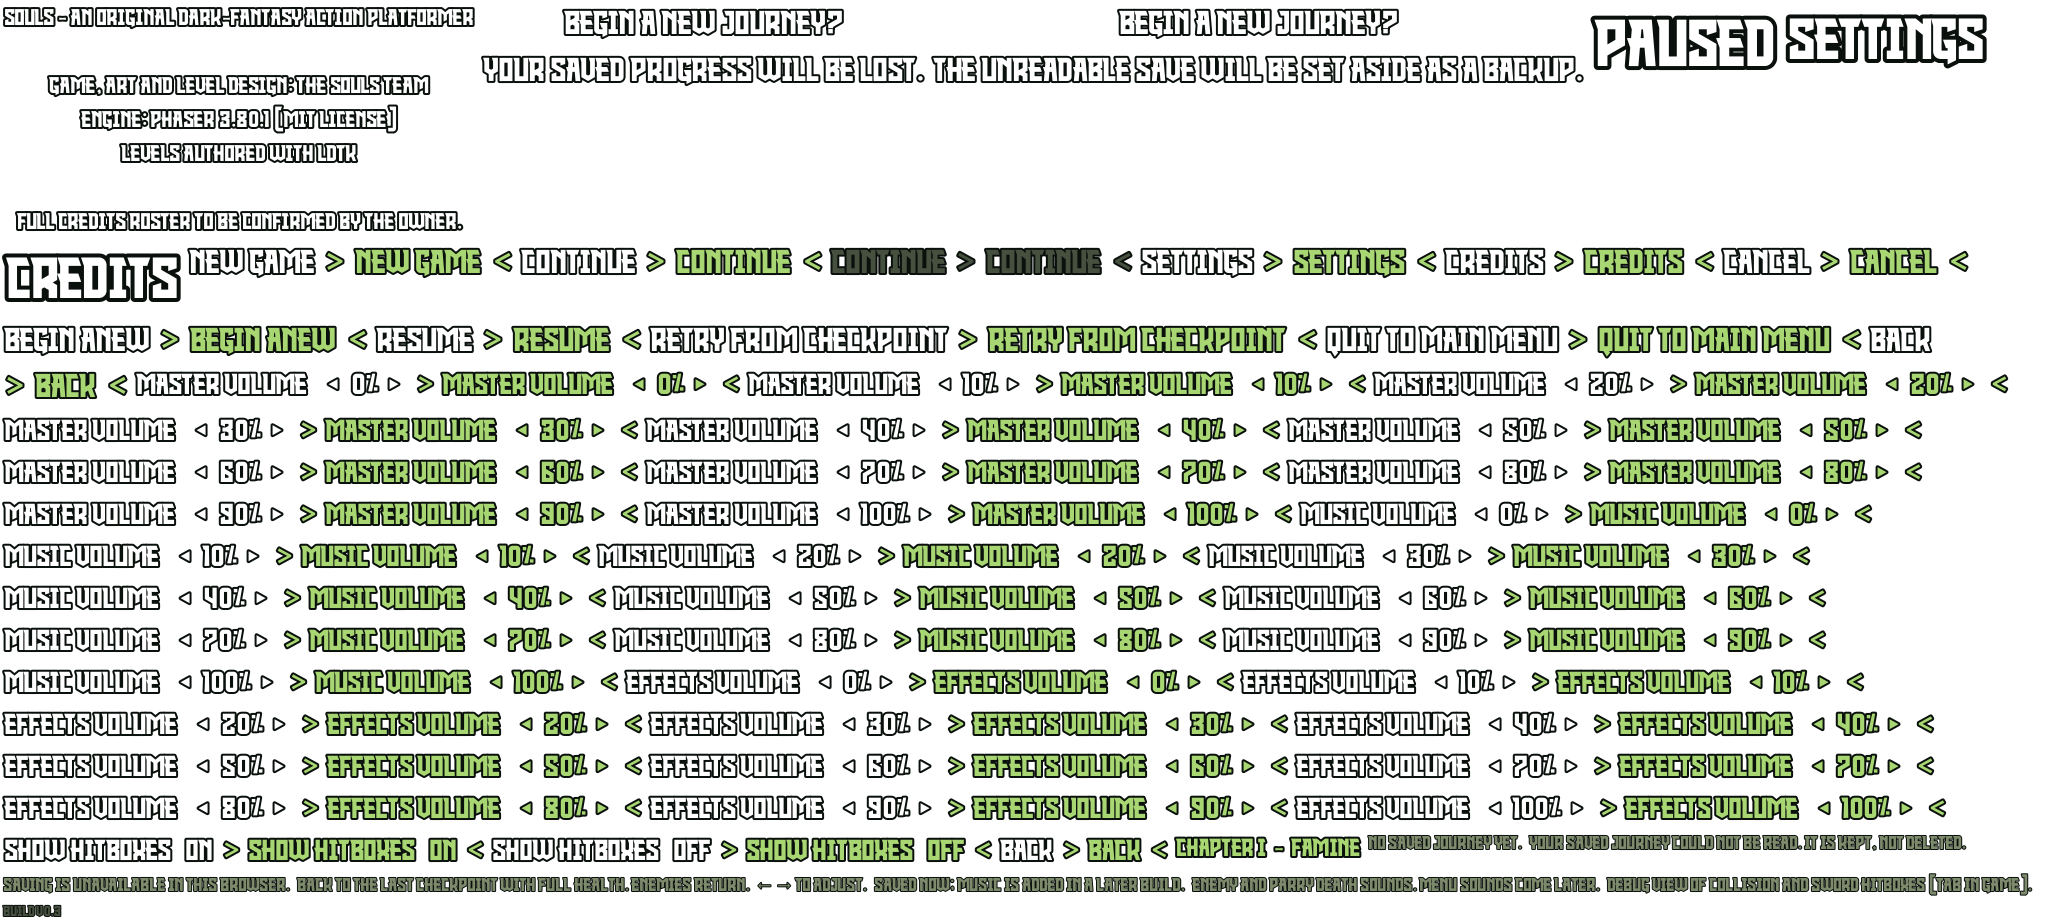 SOULS - AN ORIGINAL DARK-FANTASY ACTION PLATFORMER
GAME, ART AND LEVEL DESIGN: THE SOULS TEAM
ENGINE: PHASER 3.80.1 (MIT LICENSE)
LEVELS AUTHORED WITH LDTK
FULL CREDITS ROSTER TO BE CONFIRMED BY THE OWNER.
BEGIN A NEW JOURNEY?
YOUR SAVED PROGRESS WILL BE LOST.
BEGIN A NEW JOURNEY?
THE UNREADABLE SAVE WILL BE SET ASIDE AS A BACKUP.
PAUSED SETTINGS
CREDITS NEW GAME > NEW GAME < CONTINUE > CONTINUE < CONTINUE > CONTINUE < SETTINGS > SETTINGS < CREDITS > CREDITS < CANCEL > CANCEL <
BEGIN ANEW > BEGIN ANEW < RESUME > RESUME < RETRY FROM CHECKPOINT > RETRY FROM CHECKPOINT < QUIT TO MAIN MENU > QUIT TO MAIN MENU < BACK
> BACK < MASTER VOLUME ◃ 0% ▹ > MASTER VOLUME ◃ 0% ▹ < MASTER VOLUME ◃ 10% ▹ > MASTER VOLUME ◃ 10% ▹ < MASTER VOLUME ◃ 20% ▹ > MASTER VOLUME ◃ 20% ▹ <
MASTER VOLUME ◃ 30% ▹ > MASTER VOLUME ◃ 30% ▹ < MASTER VOLUME ◃ 40% ▹ > MASTER VOLUME ◃ 40% ▹ < MASTER VOLUME ◃ 50% ▹ > MASTER VOLUME ◃ 50% ▹ <
MASTER VOLUME ◃ 60% ▹ > MASTER VOLUME ◃ 60% ▹ < MASTER VOLUME ◃ 70% ▹ > MASTER VOLUME ◃ 70% ▹ < MASTER VOLUME ◃ 80% ▹ > MASTER VOLUME ◃ 80% ▹ <
MASTER VOLUME ◃ 90% ▹ > MASTER VOLUME ◃ 90% ▹ < MASTER VOLUME ◃ 100% ▹ > MASTER VOLUME ◃ 100% ▹ < MUSIC VOLUME ◃ 0% ▹ > MUSIC VOLUME ◃ 0% ▹ <
MUSIC VOLUME ◃ 10% ▹ > MUSIC VOLUME ◃ 10% ▹ < MUSIC VOLUME ◃ 20% ▹ > MUSIC VOLUME ◃ 20% ▹ < MUSIC VOLUME ◃ 30% ▹ > MUSIC VOLUME ◃ 30% ▹ <
MUSIC VOLUME ◃ 40% ▹ > MUSIC VOLUME ◃ 40% ▹ < MUSIC VOLUME ◃ 50% ▹ > MUSIC VOLUME ◃ 50% ▹ < MUSIC VOLUME ◃ 60% ▹ > MUSIC VOLUME ◃ 60% ▹ <
MUSIC VOLUME ◃ 70% ▹ > MUSIC VOLUME ◃ 70% ▹ < MUSIC VOLUME ◃ 80% ▹ > MUSIC VOLUME ◃ 80% ▹ < MUSIC VOLUME ◃ 90% ▹ > MUSIC VOLUME ◃ 90% ▹ <
MUSIC VOLUME ◃ 100% ▹ > MUSIC VOLUME ◃ 100% ▹ < EFFECTS VOLUME ◃ 0% ▹ > EFFECTS VOLUME ◃ 0% ▹ < EFFECTS VOLUME ◃ 10% ▹ > EFFECTS VOLUME ◃ 10% ▹ <
EFFECTS VOLUME ◃ 20% ▹ > EFFECTS VOLUME ◃ 20% ▹ < EFFECTS VOLUME ◃ 30% ▹ > EFFECTS VOLUME ◃ 30% ▹ < EFFECTS VOLUME ◃ 40% ▹ > EFFECTS VOLUME ◃ 40% ▹ <
EFFECTS VOLUME ◃ 50% ▹ > EFFECTS VOLUME ◃ 50% ▹ < EFFECTS VOLUME ◃ 60% ▹ > EFFECTS VOLUME ◃ 60% ▹ < EFFECTS VOLUME ◃ 70% ▹ > EFFECTS VOLUME ◃ 70% ▹ <
EFFECTS VOLUME ◃ 80% ▹ > EFFECTS VOLUME ◃ 80% ▹ < EFFECTS VOLUME ◃ 90% ▹ > EFFECTS VOLUME ◃ 90% ▹ < EFFECTS VOLUME ◃ 100% ▹ > EFFECTS VOLUME ◃ 100% ▹ <
SHOW HITBOXES ON > SHOW HITBOXES ON < SHOW HITBOXES OFF > SHOW HITBOXES OFF < BACK > BACK < CHAPTER I - FAMINE NO SAVED JOURNEY YET. YOUR SAVED JOURNEY COULD NOT BE READ. IT IS KEPT, NOT DELETED.
SAVING IS UNAVAILABLE IN THIS BROWSER. BACK TO THE LAST CHECKPOINT WITH FULL HEALTH. ENEMIES RETURN. ← → TO ADJUST. SAVED NOW: MUSIC IS ADDED IN A LATER BUILD. ENEMY AND PARRY DEATH SOUNDS. MENU SOUNDS COME LATER. DEBUG VIEW OF COLLISION AND SWORD HITBOXES (TAB IN GAME).
BUILD V0.3